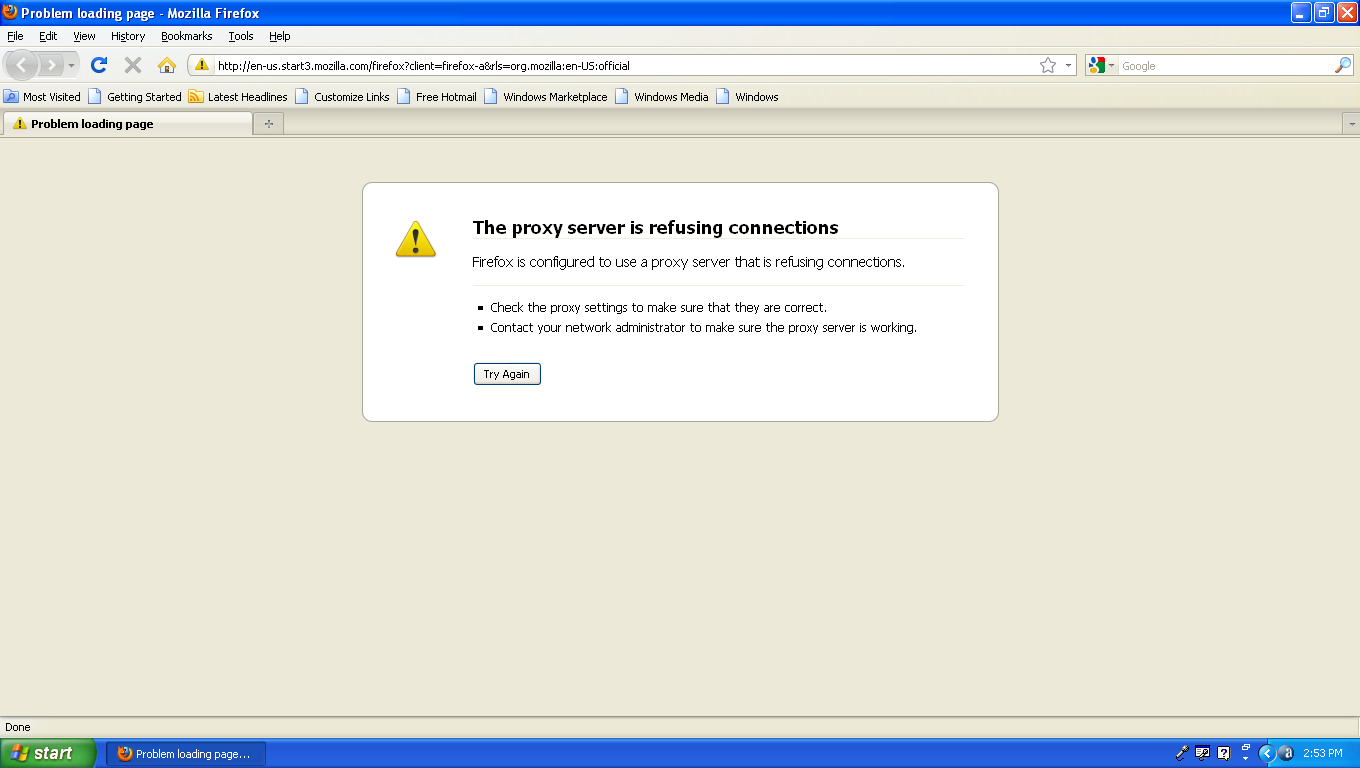 Problem loading page - Mozilla Firefox
File Edit View History Bookmarks Tools Help
http://en-us.start3.mozilla.com/firefox?client=firefox-a&rls=org.mozilla:en-US:official
Google
Most Visited Getting Started Latest Headlines Customize Links Free Hotmail Windows Marketplace Windows Media Windows
Problem loading page
The proxy server is refusing connections
Firefox is configured to use a proxy server that is refusing connections.
Check the proxy settings to make sure that they are correct.
Contact your network administrator to make sure the proxy server is working.
Try Again
Done
start Problem loading page... 2:53 PM